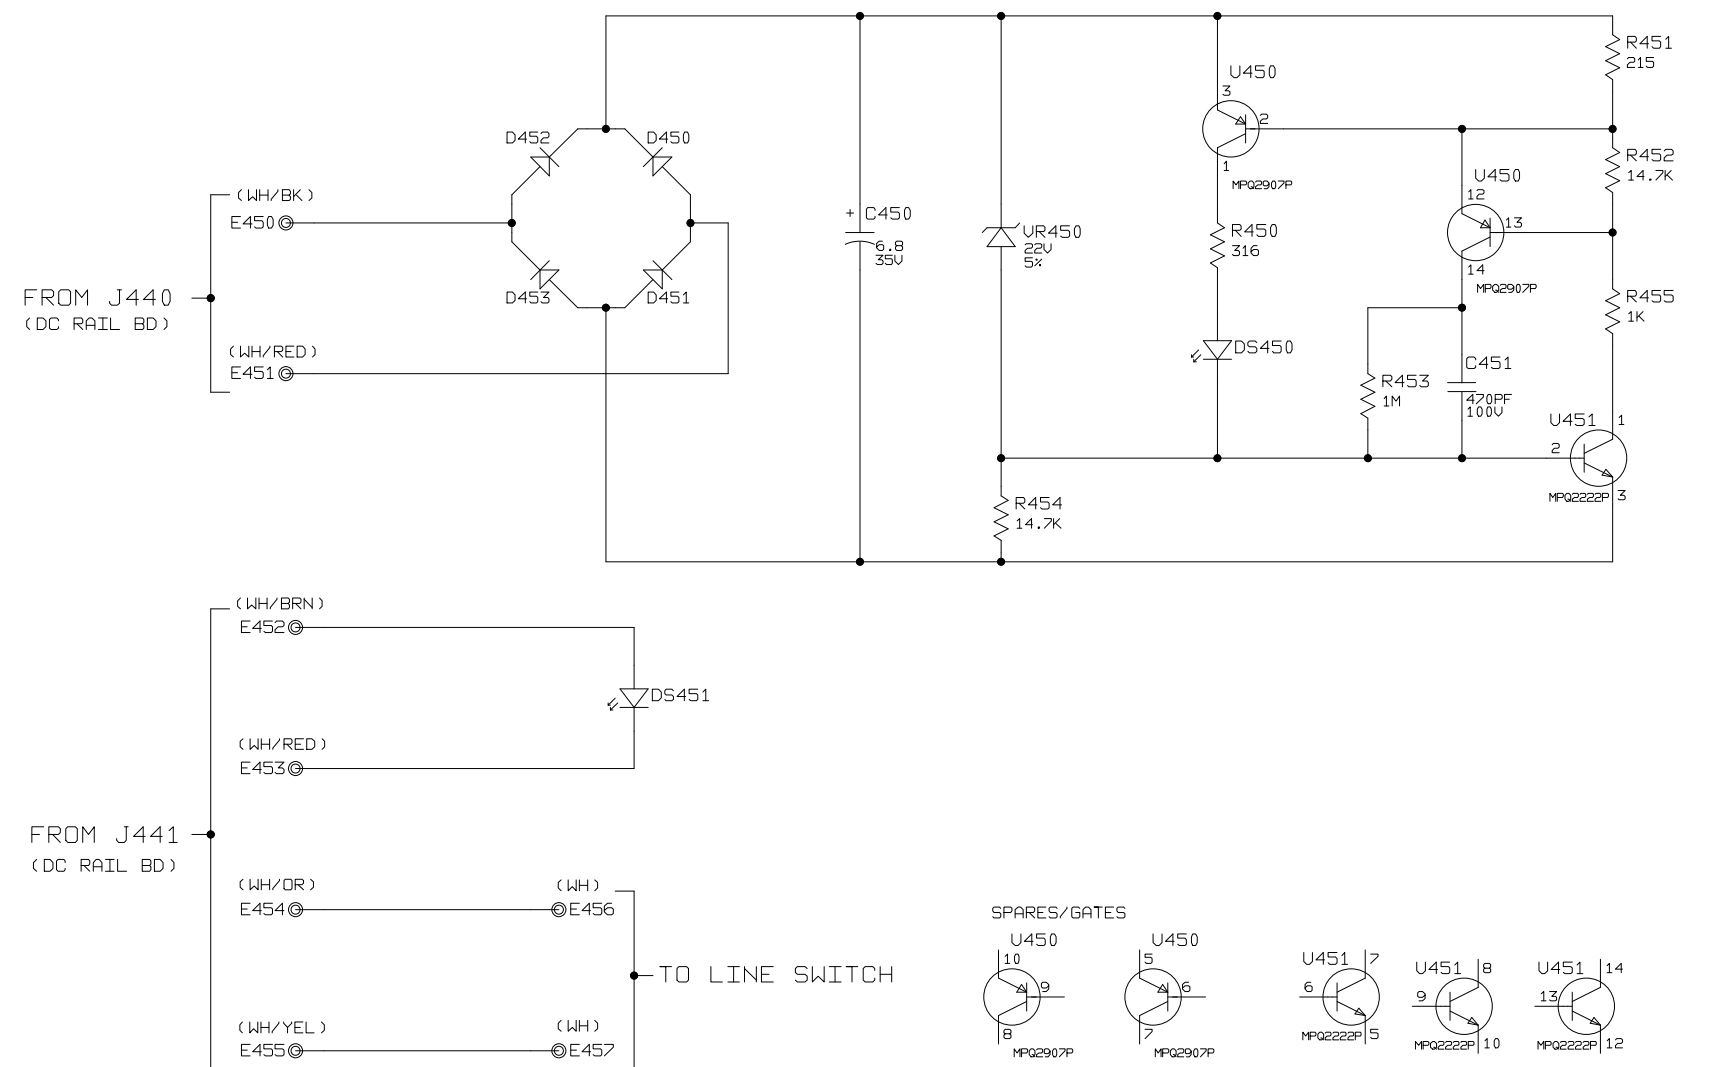 R451
215
U450
3
2
1
MPQ2907P
D452
D450
R452
14.7K
U450
12
13
14
MPQ2907P
(WH/BK)
E450
+
C450
6.8
35V
VR450
22V
5%
R450
316
D453
D451
FROM J440
(DC RAIL BD)
R455
1K
(WH/RED)
E451
DS450
C451
470PF
100V
R453
1M
U451
1
2
3
MPQ2222P
R454
14.7K
(WH/BRN)
E452
DS451
(WH/RED)
E453
FROM J441
(DC RAIL BD)
(WH/OR)
E454
(WH)
E456
TO LINE SWITCH
(WH/YEL)
E455
(WH)
E457
SPARES/GATES
U450
10
9
8
MPQ2907P
U450
5
6
7
MPQ2907P
U451
7
6
5
MPQ2222P
U451
8
9
10
MPQ2222P
U451
14
13
12
MPQ2222P